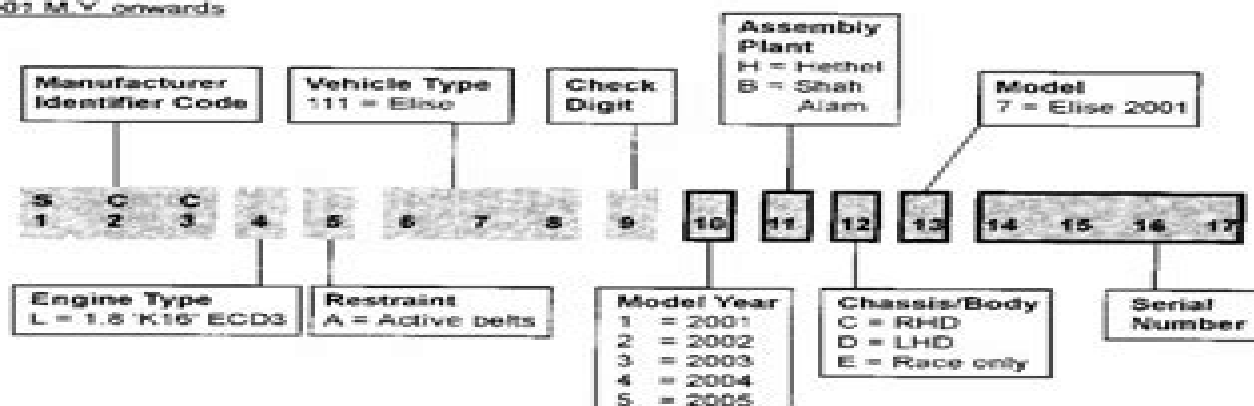 01 M.Y. onwards
Assembly
Plant
H = Hethel
B = Shah
Alam
Manufacturer
Identifier Code
Vehicle Type
111 = Elise
Check
Digit
Model
7 = Elise 2001
S C C
1 2 3 4 5 6 7 8 9 10 11 12 13 14 15 16 17
Engine Type
L = 1.8 'K16' ECD3
Restraint
A = Active belts
Model Year
1 = 2001
2 = 2002
3 = 2003
4 = 2004
5 = 2005
Chassis/Body
C = RHD
D = LHD
E = Race only
Serial
Number